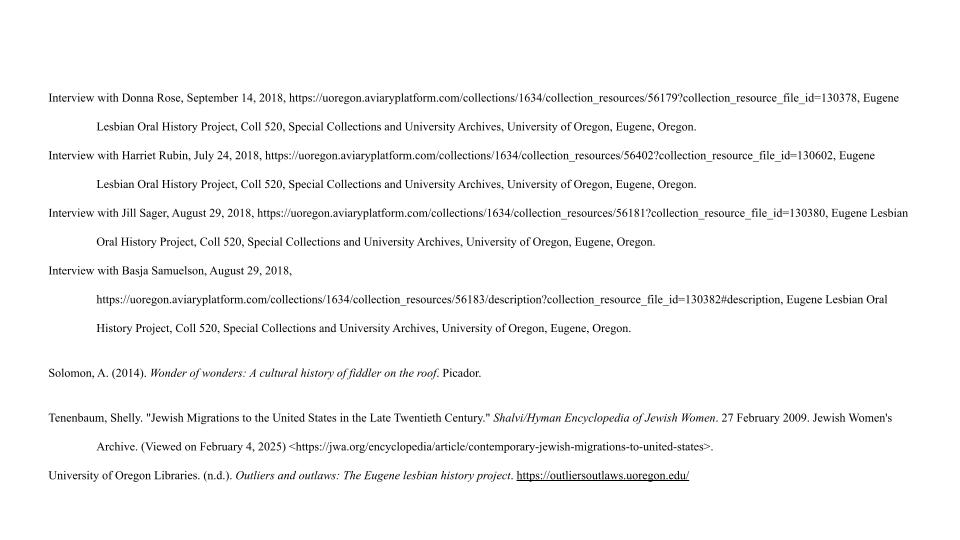 Interview with Donna Rose, September 14, 2018, https://uoregon.aviaryplatform.com/collections/1634/collection_resources/56179?collection_resource_file_id=130378, Eugene
Lesbian Oral History Project, Coll 520, Special Collections and University Archives, University of Oregon, Eugene, Oregon.
Interview with Harriet Rubin, July 24, 2018, https://uoregon.aviaryplatform.com/collections/1634/collection_resources/56402?collection_resource_file_id=130602, Eugene
Lesbian Oral History Project, Coll 520, Special Collections and University Archives, University of Oregon, Eugene, Oregon.
Interview with Jill Sager, August 29, 2018, https://uoregon.aviaryplatform.com/collections/1634/collection_resources/56181?collection_resource_file_id=130380, Eugene Lesbian
Oral History Project, Coll 520, Special Collections and University Archives, University of Oregon, Eugene, Oregon.
Interview with Basja Samuelson, August 29, 2018,
https://uoregon.aviaryplatform.com/collections/1634/collection_resources/56183/description?collection_resource_file_id=130382#description, Eugene Lesbian Oral
History Project, Coll 520, Special Collections and University Archives, University of Oregon, Eugene, Oregon.
Solomon, A. (2014). Wonder of wonders: A cultural history of fiddler on the roof. Picador.
Tenenbaum, Shelly. "Jewish Migrations to the United States in the Late Twentieth Century." Shalvi/Hyman Encyclopedia of Jewish Women. 27 February 2009. Jewish Women's
Archive. (Viewed on February 4, 2025) <https://jwa.org/encyclopedia/article/contemporary-jewish-migrations-to-united-states>.
University of Oregon Libraries. (n.d.). Outliers and outlaws: The Eugene lesbian history project. https://outliersoutlaws.uoregon.edu/